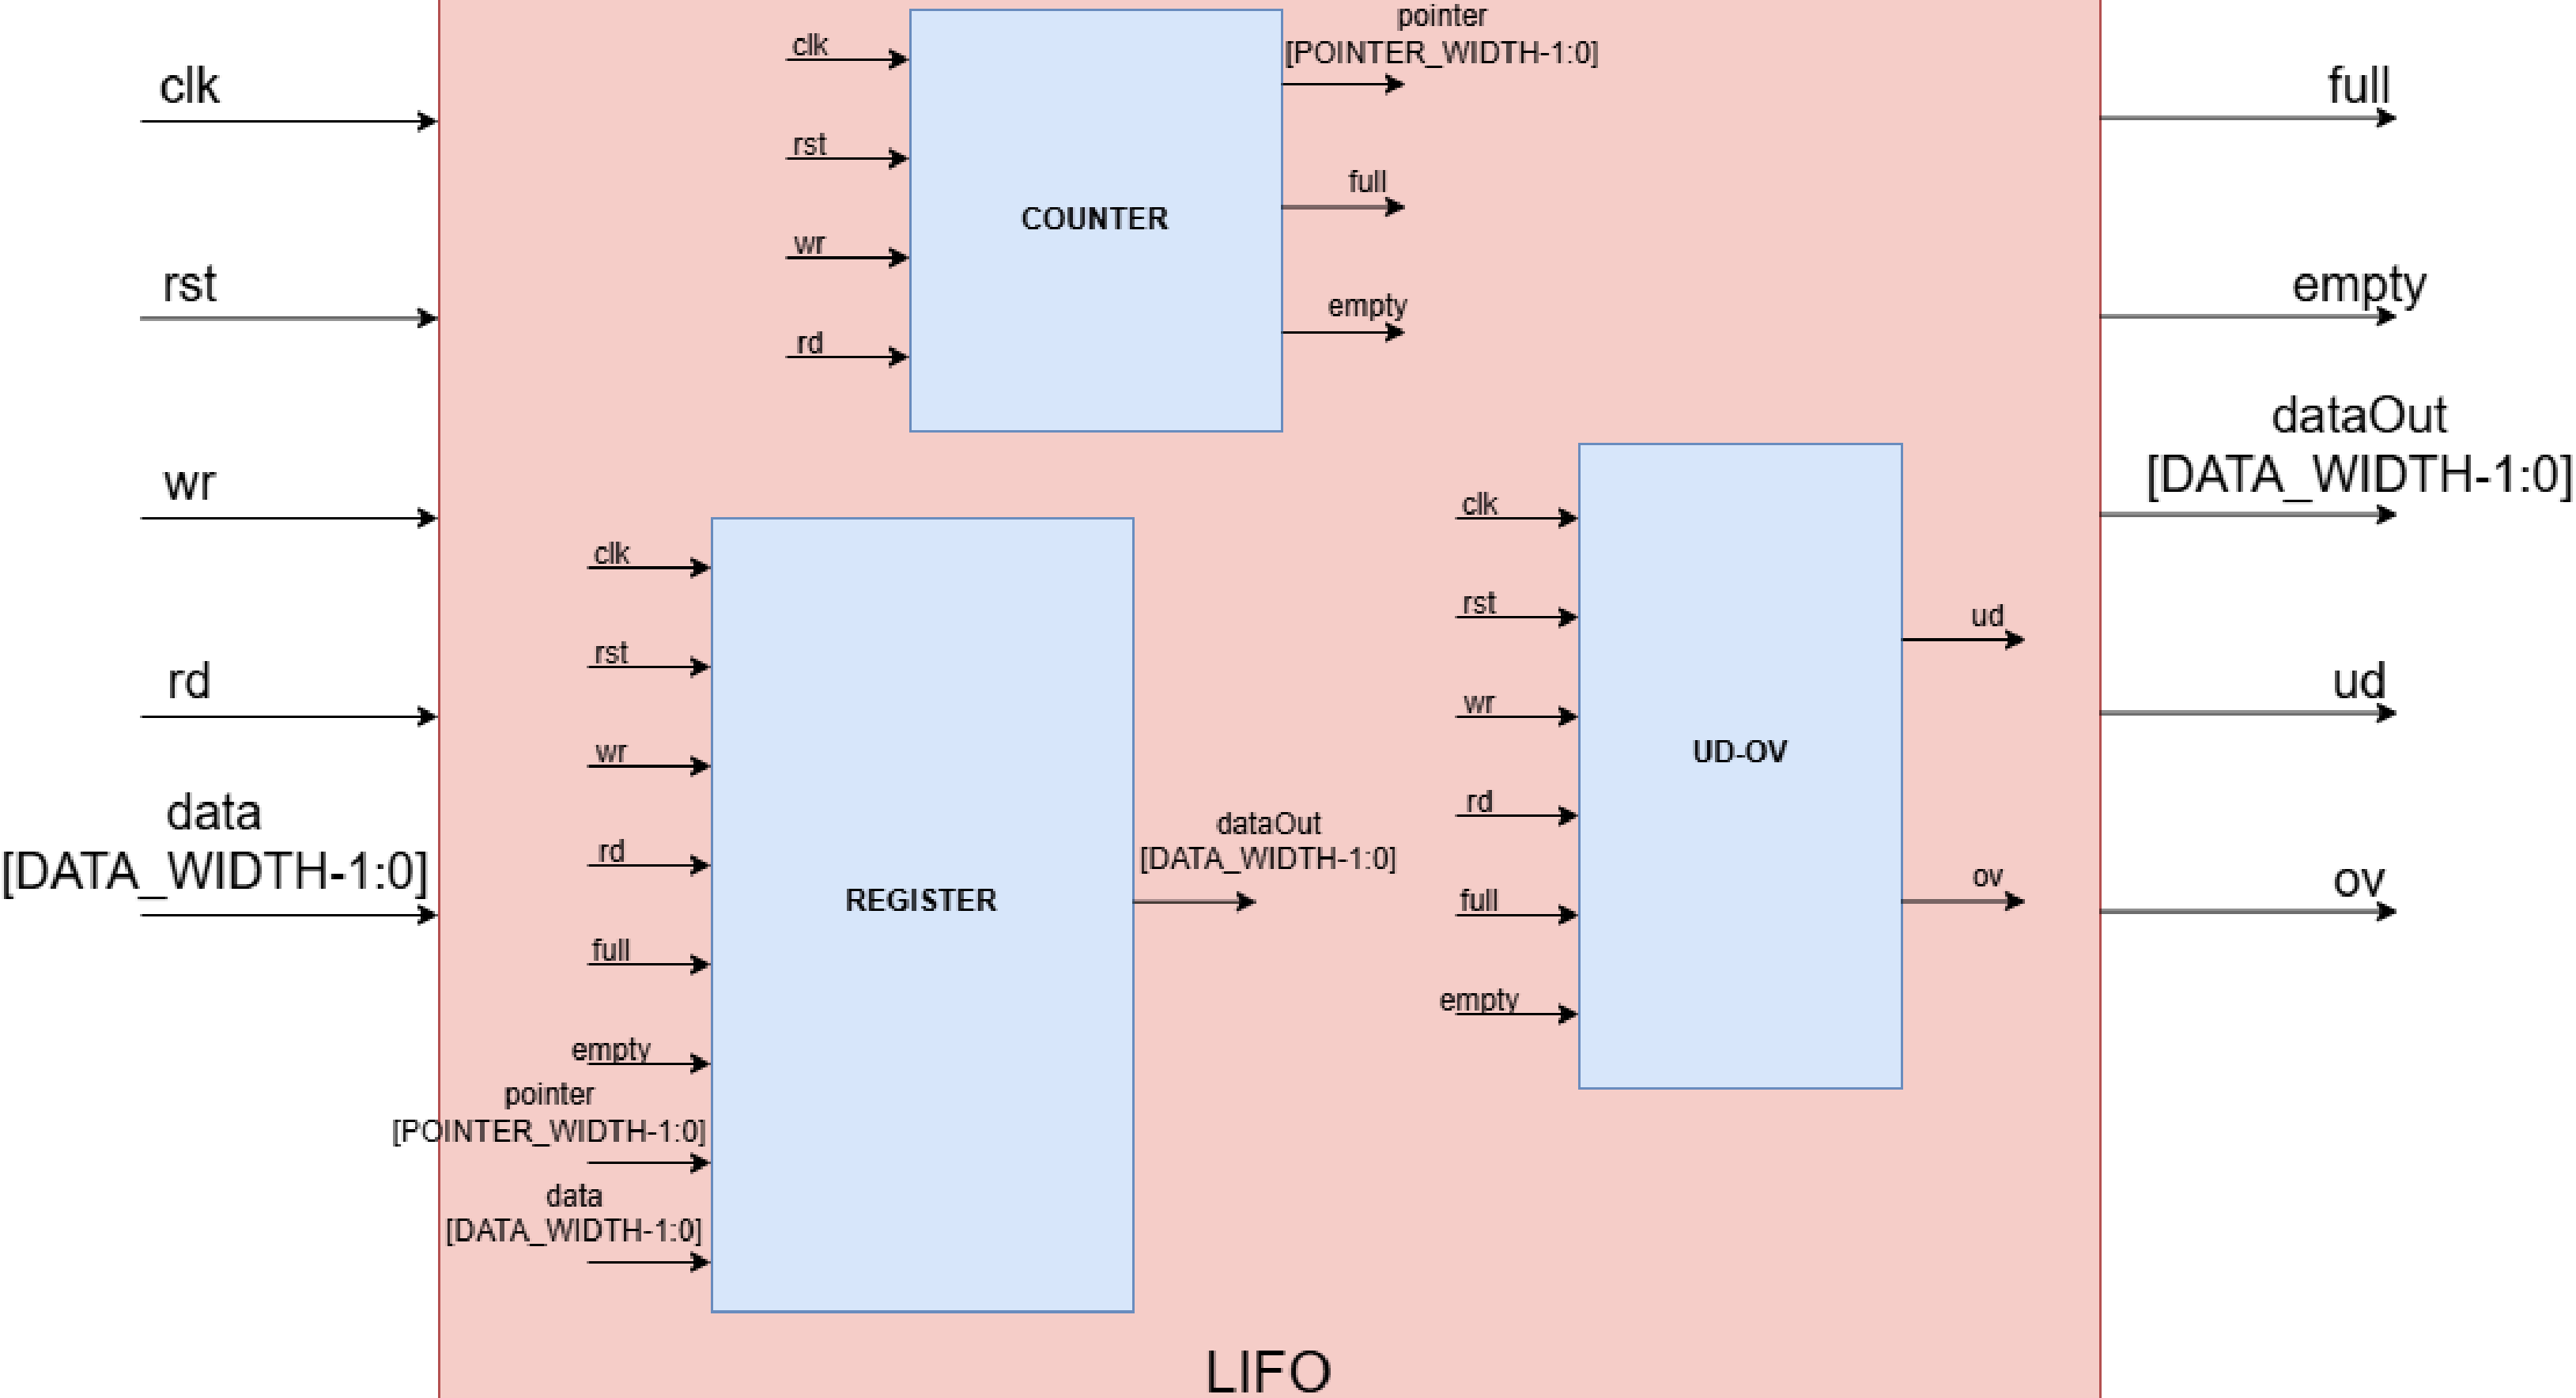 clk
rst
wr
rd
data
[DATA_WIDTH-1:0]
clk
rst
wr
rd
COUNTER
pointer
[POINTER_WIDTH-1:0]
full
empty
clk
rst
wr
rd
full
empty
pointer
[POINTER_WIDTH-1:0]
data
[DATA_WIDTH-1:0]
REGISTER
dataOut
[DATA_WIDTH-1:0]
clk
rst
wr
rd
full
empty
UD-OV
ud
ov
full
empty
dataOut
[DATA_WIDTH-1:0]
ud
ov
LIFO